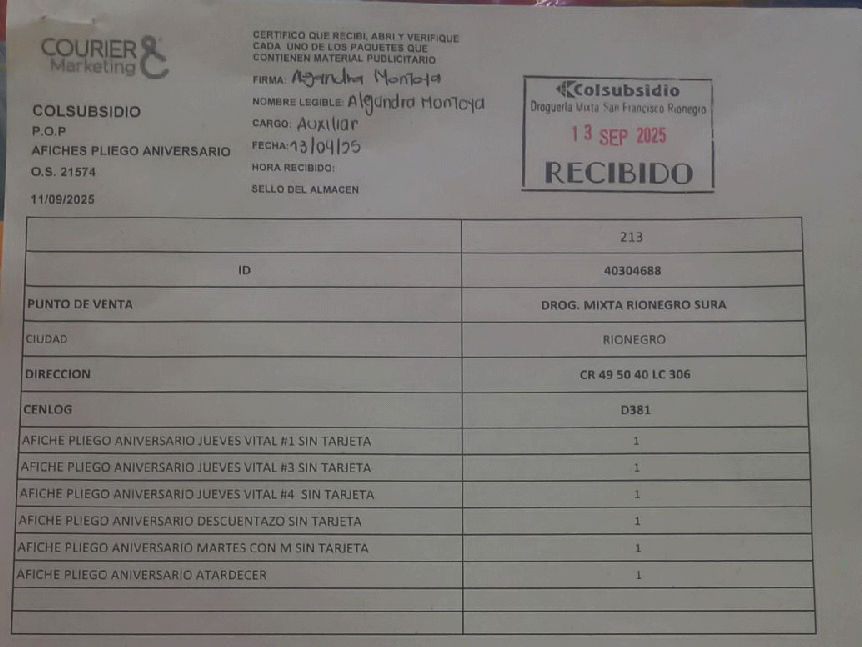 COURIER &
Marketing
COLSUBSIDIO
P.O.P
AFICHES PLIEGO ANIVERSARIO
O.S. 21574
11/09/2025
CERTIFICO QUE RECIBI, ABRI Y VERIFIQUE
CADA UNO DE LOS PAQUETES QUE
CONTIENEN MATERIAL PUBLICITARIO
FIRMA: Alejandra Montoya
NOMBRE LEGIBLE: Alejandra Montoya
CARGO: Auxiliar
FECHA: 13/09/25
HORA RECIBIDO:
SELLO DEL ALMACEN
Colsubsidio
Droguería Mixta San Francisco Rionegro
13 SEP 2025
RECIBIDO
213
ID 40304688
PUNTO DE VENTA DROG. MIXTA RIONEGRO SURA
CIUDAD RIONEGRO
DIRECCION CR 49 50 40 LC 306
CENLOG D381
AFICHE PLIEGO ANIVERSARIO JUEVES VITAL #1 SIN TARJETA 1
AFICHE PLIEGO ANIVERSARIO JUEVES VITAL #3 SIN TARJETA 1
AFICHE PLIEGO ANIVERSARIO JUEVES VITAL #4 SIN TARJETA 1
AFICHE PLIEGO ANIVERSARIO DESCUENTAZO SIN TARJETA 1
AFICHE PLIEGO ANIVERSARIO MARTES CON M SIN TARJETA 1
AFICHE PLIEGO ANIVERSARIO ATARDECER 1